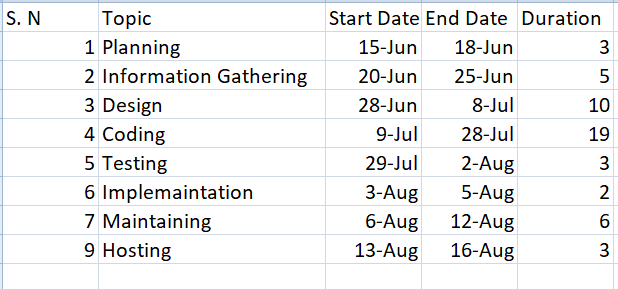 S. N Topic Start Date End Date Duration
1 Planning 15-Jun 18-Jun 3
2 Information Gathering 20-Jun 25-Jun 5
3 Design 28-Jun 8-Jul 10
4 Coding 9-Jul 28-Jul 19
5 Testing 29-Jul 2-Aug 3
6 Implemaintation 3-Aug 5-Aug 2
7 Maintaining 6-Aug 12-Aug 6
9 Hosting 13-Aug 16-Aug 3